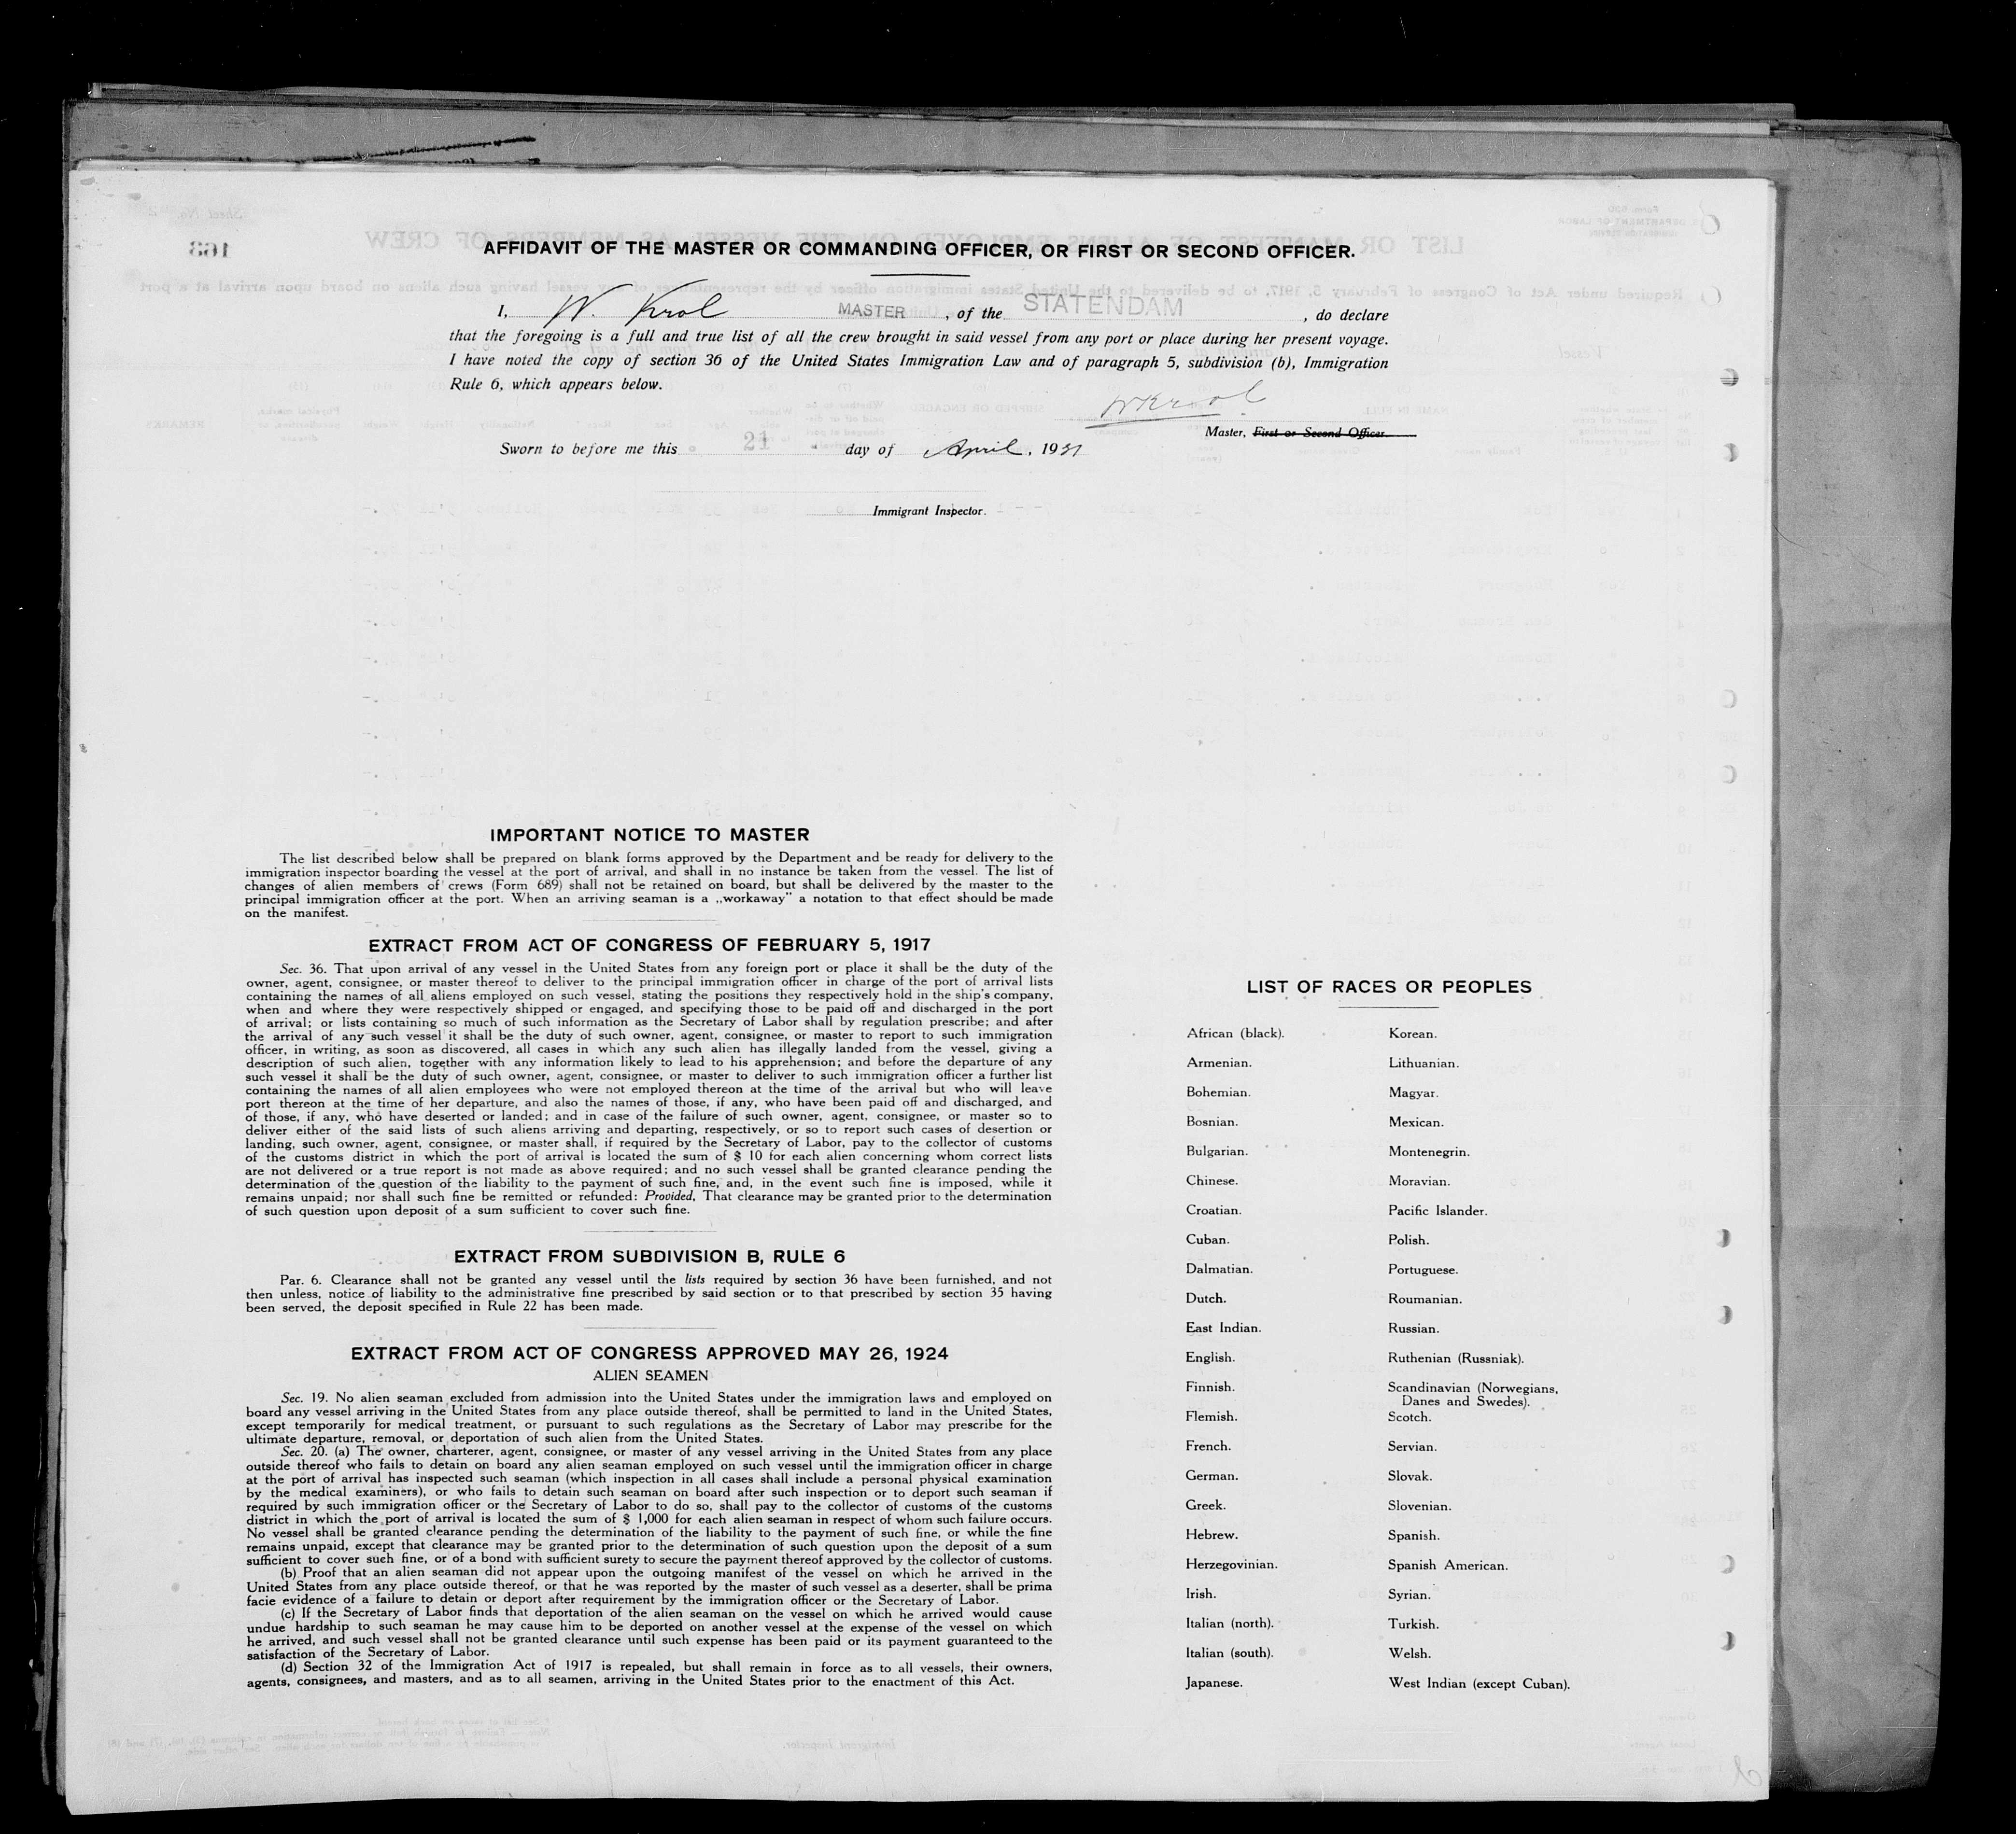 AFFIDAVIT OF THE MASTER OR COMMANDING OFFICER, OR FIRST OR SECOND OFFICER.
I, W. Krol MASTER, of the STATENDAM, do declare
that the foregoing is a full and true list of all the crew brought in said vessel from any port or place during her present voyage.
I have noted the copy of section 36 of the United States Immigration Law and of paragraph 5, subdivision (b), Immigration
Rule 6, which appears below.
WKrol
Master, First or Second Officer.
Sworn to before me this 21 day of April, 1931
Immigrant Inspector.
IMPORTANT NOTICE TO MASTER
The list described below shall be prepared on blank forms approved by the Department and be ready for delivery to the
immigration inspector boarding the vessel at the port of arrival, and shall in no instance be taken from the vessel. The list of
changes of alien members of crews (Form 689) shall not be retained on board, but shall be delivered by the master to the
principal immigration officer at the port. When an arriving seaman is a ,,workaway" a notation to that effect should be made
on the manifest.
EXTRACT FROM ACT OF CONGRESS OF FEBRUARY 5, 1917
Sec. 36. That upon arrival of any vessel in the United States from any foreign port or place it shall be the duty of the
owner, agent, consignee, or master thereof to deliver to the principal immigration officer in charge of the port of arrival lists
containing the names of all aliens employed on such vessel, stating the positions they respectively hold in the ship's company,
when and where they were respectively shipped or engaged, and specifying those to be paid off and discharged in the port
of arrival; or lists containing so much of such information as the Secretary of Labor shall by regulation prescribe; and after
the arrival of any such vessel it shall be the duty of such owner, agent, consignee, or master to report to such immigration
officer, in writing, as soon as discovered, all cases in which any such alien has illegally landed from the vessel, giving a
description of such alien, together with any information likely to lead to his apprehension; and before the departure of any
such vessel it shall be the duty of such owner, agent, consignee, or master to deliver to such immigration officer a further list
containing the names of all alien employees who were not employed thereon at the time of the arrival but who will leave
port thereon at the time of her departure, and also the names of those, if any, who have been paid off and discharged, and
of those, if any, who have deserted or landed; and in case of the failure of such owner, agent, consignee, or master so to
deliver either of the said lists of such aliens arriving and departing, respectively, or so to report such cases of desertion or
landing, such owner, agent, consignee, or master shall, if required by the Secretary of Labor, pay to the collector of customs
of the customs district in which the port of arrival is located the sum of $ 10 for each alien concerning whom correct lists
are not delivered or a true report is not made as above required; and no such vessel shall be granted clearance pending the
determination of the question of the liability to the payment of such fine, and, in the event such fine is imposed, while it
remains unpaid; nor shall such fine be remitted or refunded: Provided, That clearance may be granted prior to the determination
of such question upon deposit of a sum sufficient to cover such fine.
EXTRACT FROM SUBDIVISION B, RULE 6
Par. 6. Clearance shall not be granted any vessel until the lists required by section 36 have been furnished, and not
then unless, notice of liability to the administrative fine prescribed by said section or to that prescribed by section 35 having
been served, the deposit specified in Rule 22 has been made.
EXTRACT FROM ACT OF CONGRESS APPROVED MAY 26, 1924
ALIEN SEAMEN
Sec. 19. No alien seaman excluded from admission into the United States under the immigration laws and employed on
board any vessel arriving in the United States from any place outside thereof, shall be permitted to land in the United States,
except temporarily for medical treatment, or pursuant to such regulations as the Secretary of Labor may prescribe for the
ultimate departure, removal, or deportation of such alien from the United States.
Sec. 20. (a) The owner, charterer, agent, consignee, or master of any vessel arriving in the United States from any place
outside thereof who fails to detain on board any alien seaman employed on such vessel until the immigration officer in charge
at the port of arrival has inspected such seaman (which inspection in all cases shall include a personal physical examination
by the medical examiners), or who fails to detain such seaman on board after such inspection or to deport such seaman if
required by such immigration officer or the Secretary of Labor to do so, shall pay to the collector of customs of the customs
district in which the port of arrival is located the sum of $ 1,000 for each alien seaman in respect of whom such failure occurs.
No vessel shall be granted clearance pending the determination of the liability to the payment of such fine, or while the fine
remains unpaid, except that clearance may be granted prior to the determination of such question upon the deposit of a sum
sufficient to cover such fine, or of a bond with sufficient surety to secure the payment thereof approved by the collector of customs.
(b) Proof that an alien seaman did not appear upon the outgoing manifest of the vessel on which he arrived in the
United States from any place outside thereof, or that he was reported by the master of such vessel as a deserter, shall be prima
facie evidence of a failure to detain or deport after requirement by the immigration officer or the Secretary of Labor.
(c) If the Secretary of Labor finds that deportation of the alien seaman on the vessel on which he arrived would cause
undue hardship to such seaman he may cause him to be deported on another vessel at the expense of the vessel on which
he arrived, and such vessel shall not be granted clearance until such expense has been paid or its payment guaranteed to the
satisfaction of the Secretary of Labor.
(d) Section 32 of the Immigration Act of 1917 is repealed, but shall remain in force as to all vessels, their owners,
agents, consignees, and masters, and as to all seamen, arriving in the United States prior to the enactment of this Act.
LIST OF RACES OR PEOPLES
African (black).
Armenian.
Bohemian.
Bosnian.
Bulgarian.
Chinese.
Croatian.
Cuban.
Dalmatian.
Dutch.
East Indian.
English.
Finnish.
Flemish.
French.
German.
Greek.
Hebrew.
Herzegovinian.
Irish.
Italian (north).
Italian (south).
Japanese.
Korean.
Lithuanian.
Magyar.
Mexican.
Montenegrin.
Moravian.
Pacific Islander.
Polish.
Portuguese.
Roumanian.
Russian.
Ruthenian (Russniak).
Scandinavian (Norwegians,
Danes and Swedes).
Scotch.
Servian.
Slovak.
Slovenian.
Spanish.
Spanish American.
Syrian.
Turkish.
Welsh.
West Indian (except Cuban).